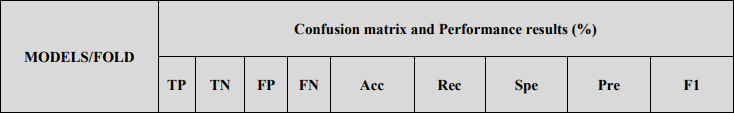 Confusion matrix and Performance results (%)
MODELS/FOLD
TP TN FP FN Acc Rec Spe Pre F1